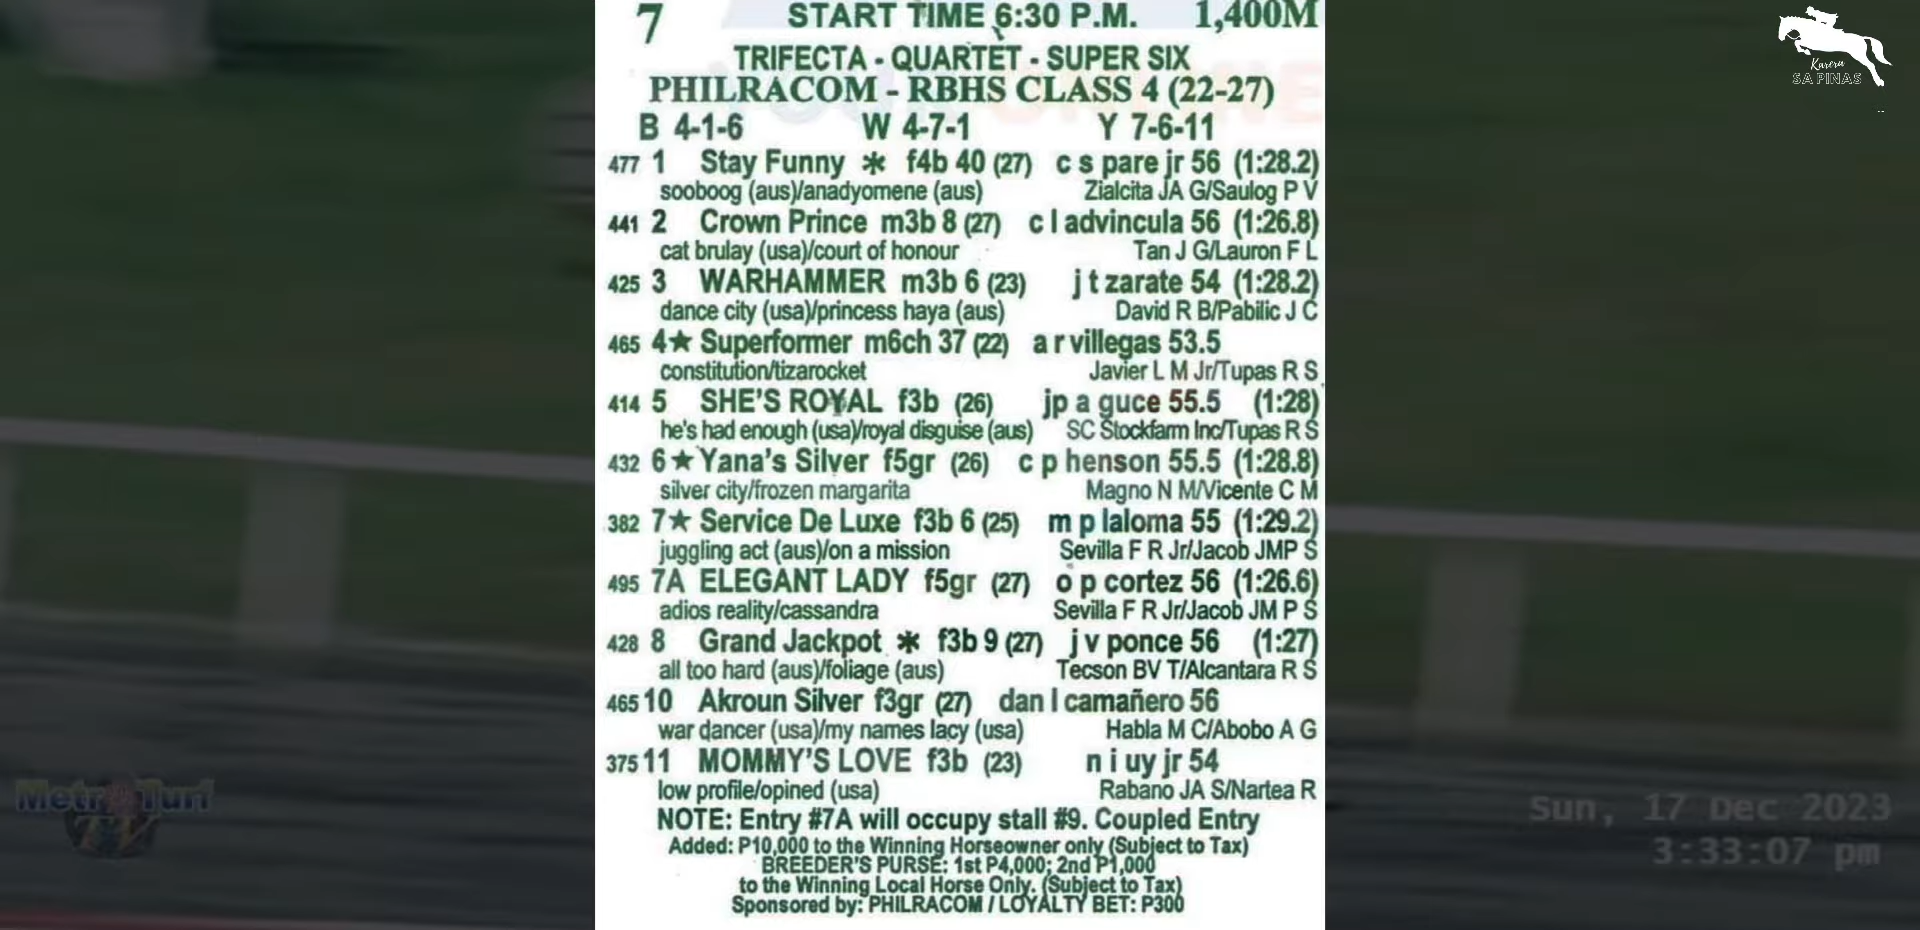 7 START TIME 6:30 P.M. 1,400M
TRIFECTA - QUARTET - SUPER SIX
PHILRACOM - RBHS CLASS 4 (22-27)
B 4-1-6 W 4-7-1 Y 7-6-11
477 1 Stay Funny ✱ f4b 40 (27) c s pare jr 56 (1:28.2)
sooboog (aus)/anadyomene (aus) Zialcita JA G/Saulog P V
441 2 Crown Prince m3b 8 (27) c l advincula 56 (1:26.8)
cat brulay (usa)/court of honour Tan J G/Lauron F L
425 3 WARHAMMER m3b 6 (23) j t zarate 54 (1:28.2)
dance city (usa)/princess haya (aus) David R B/Pabilic J C
465 4★ Superformer m6ch 37 (22) a r villegas 53.5
constitution/tizarocket Javier L M Jr/Tupas R S
414 5 SHE'S ROYAL f3b (26) jp a guce 55.5 (1:28)
he's had enough (usa)/royal disguise (aus) SC Stockfarm Inc/Tupas R S
432 6★ Yana's Silver f5gr (26) c p henson 55.5 (1:28.8)
silver city/frozen margarita Magno N M/Vicente C M
382 7★ Service De Luxe f3b 6 (25) m p laloma 55 (1:29.2)
juggling act (aus)/on a mission Sevilla F R Jr/Jacob JMP S
495 7A ELEGANT LADY f5gr (27) o p cortez 56 (1:26.6)
adios reality/cassandra Sevilla F R Jr/Jacob JM P S
428 8 Grand Jackpot ✱ f3b 9 (27) j v ponce 56 (1:27)
all too hard (aus)/foliage (aus) Tecson BV T/Alcantara R S
465 10 Akroun Silver f3gr (27) dan l camañero 56
war dancer (usa)/my names lacy (usa) Habla M C/Abobo A G
375 11 MOMMY'S LOVE f3b (23) n i uy jr 54
low profile/opined (usa) Rabano JA S/Nartea R
NOTE: Entry #7A will occupy stall #9. Coupled Entry
Added: P10,000 to the Winning Horseowner only (Subject to Tax)
BREEDER'S PURSE: 1st P4,000; 2nd P1,000
to the Winning Local Horse Only. (Subject to Tax)
Sponsored by: PHILRACOM / LOYALTY BET: P300
Karera
SA PINAS
MetroTurf
TV
Sun, 17 Dec 2023
3:33:07 pm